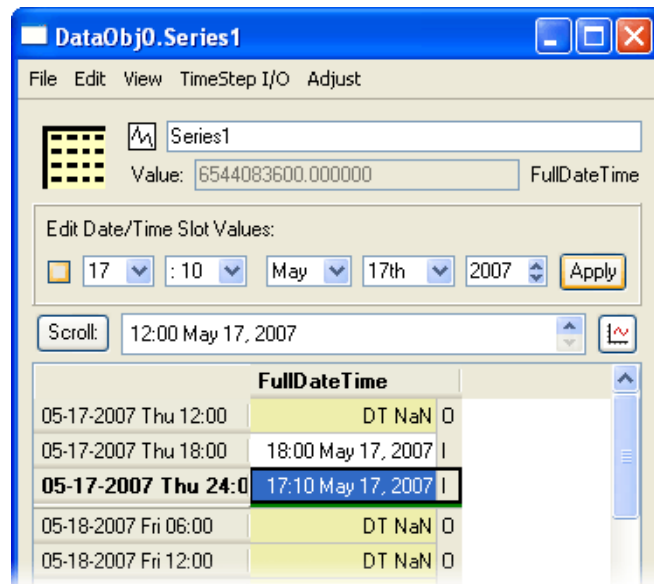 DataObj0.Series1
File Edit View TimeStep I/O Adjust
Series1
Value: 6544083600.000000 FullDateTime
Edit Date/Time Slot Values:
17 : 10 May 17th 2007 Apply
Scroll: 12:00 May 17, 2007
FullDateTime
05-17-2007 Thu 12:00 DT NaN O
05-17-2007 Thu 18:00 18:00 May 17, 2007 I
05-17-2007 Thu 24:0 17:10 May 17, 2007 I
05-18-2007 Fri 06:00 DT NaN O
05-18-2007 Fri 12:00 DT NaN O